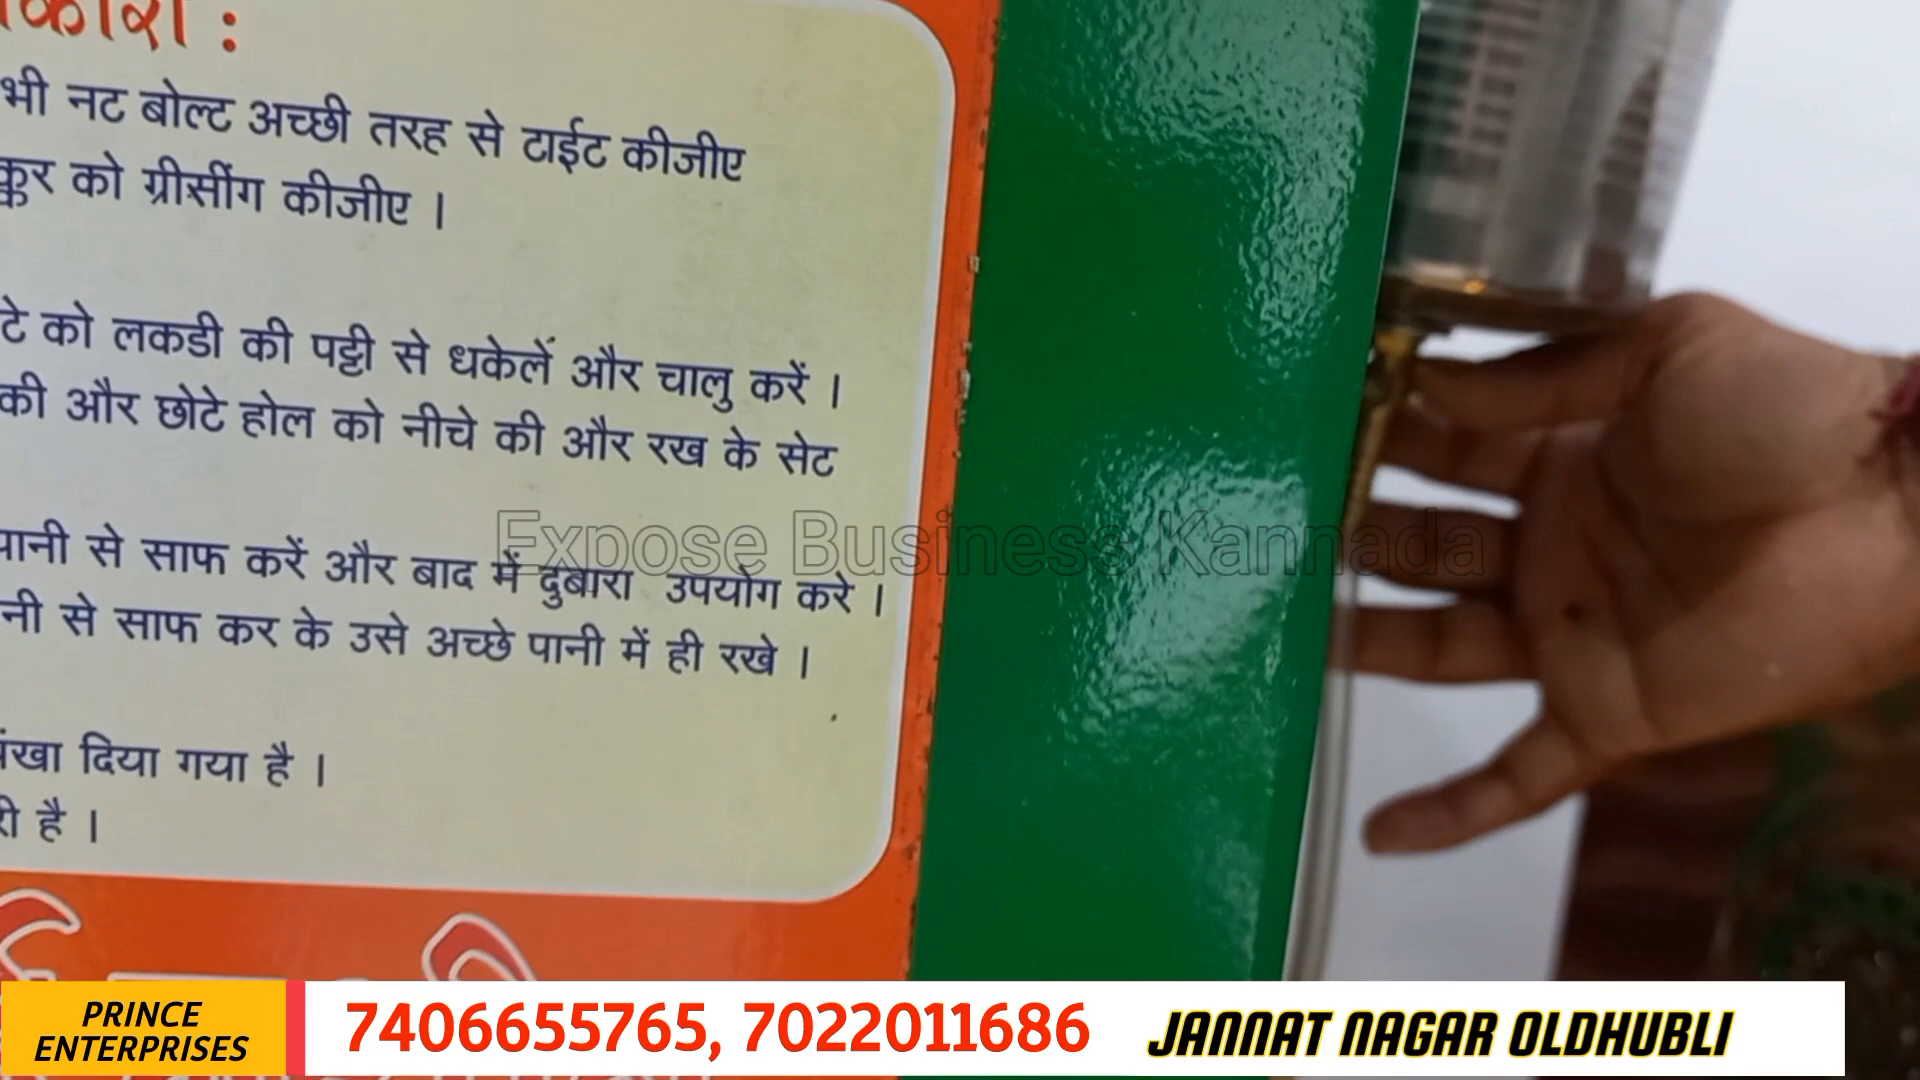 भी नट बोल्ट अच्छी तरह से टाईट कीजीए
को ग्रीसींग कीजीए ।
को लकडी की पट्टी से धकेलें और चालु करें ।
की और छोटे होल को नीचे की और रख के सेट
पानी से साफ करें और बाद में दुबारा उपयोग करे ।
से साफ कर के उसे अच्छे पानी में ही रखे ।
दिया गया है ।
है ।
Expose Business Kannada
PRINCE
ENTERPRISES
7406655765, 7022011686
JANNAT NAGAR OLDHUBLI